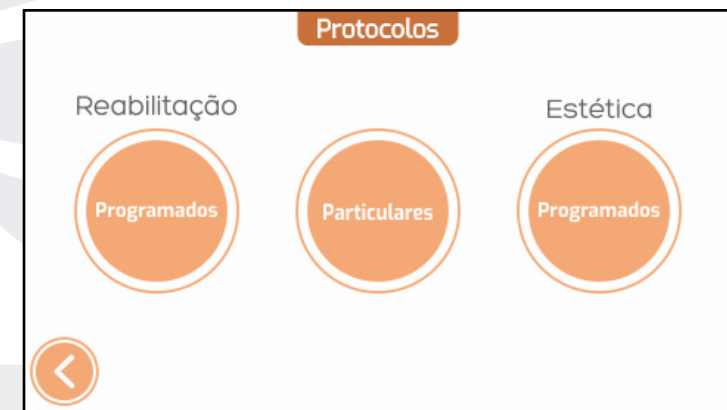 Protocolos
Reabilitação
Estética
Programados
Particulares
Programados